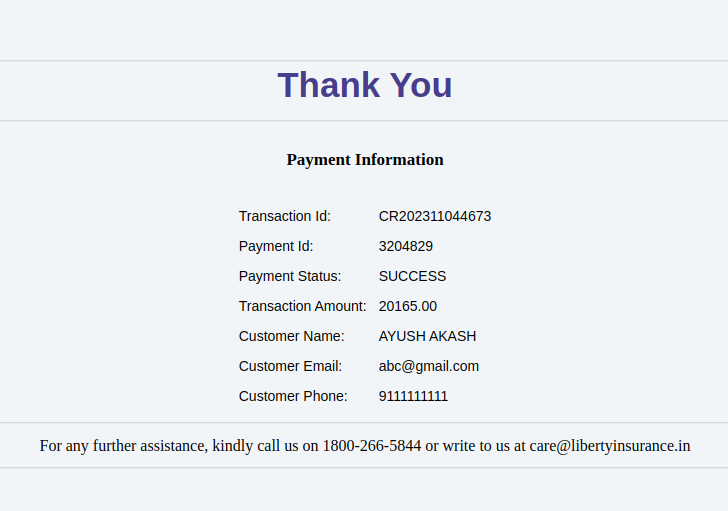 Thank You
Payment Information
Transaction Id: CR202311044673
Payment Id: 3204829
Payment Status: SUCCESS
Transaction Amount: 20165.00
Customer Name: AYUSH AKASH
Customer Email: abc@gmail.com
Customer Phone: 9111111111
For any further assistance, kindly call us on 1800-266-5844 or write to us at care@libertyinsurance.in